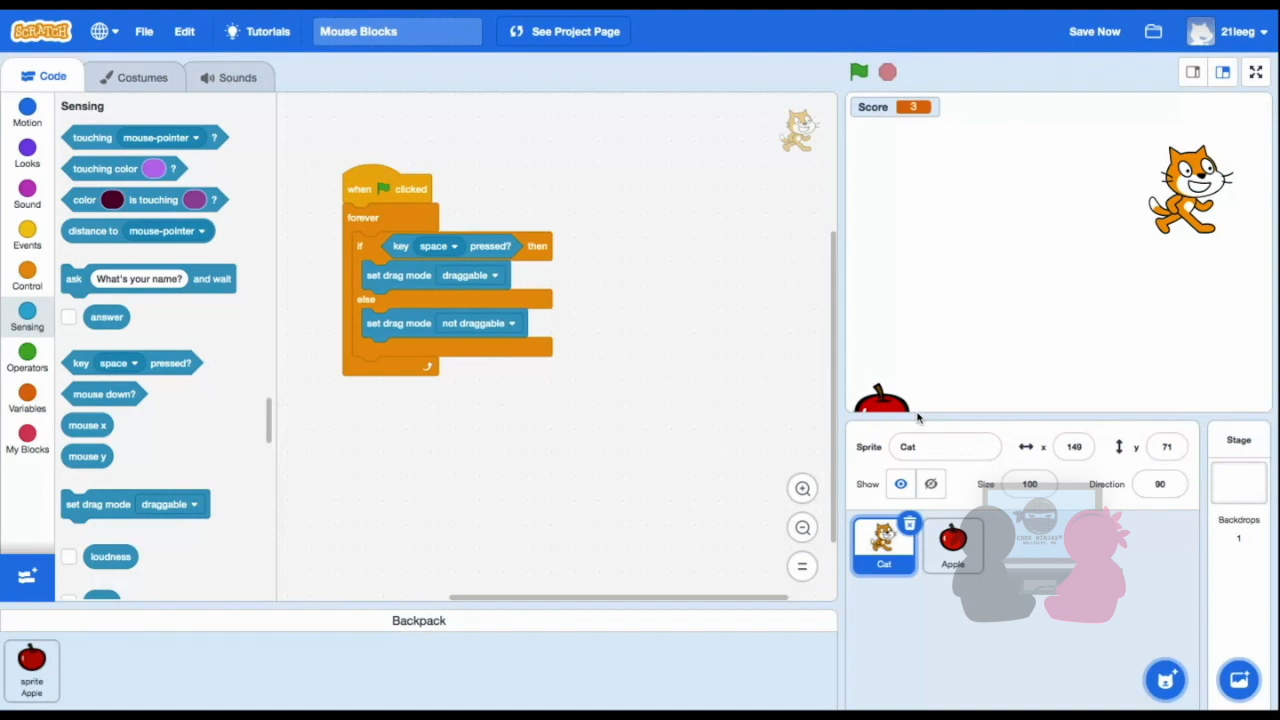 SCRATCH File Edit Tutorials Mouse Blocks See Project Page Save Now 21leeg
Code Costumes Sounds
Motion
Looks
Sound
Events
Control
Sensing
Operators
Variables
My Blocks
Sensing
touching mouse-pointer ?
touching color ?
color is touching ?
distance to mouse-pointer
ask What's your name? and wait
answer
key space pressed?
mouse down?
mouse x
mouse y
set drag mode draggable
loudness
when clicked
forever
if key space pressed? then
set drag mode draggable
else
set drag mode not draggable
Score 3
Sprite Cat x 149 y 71
Show Size 100 Direction 90
Cat Apple
Stage
Backdrops
1
CODE NINJAS
Backpack
sprite
Apple